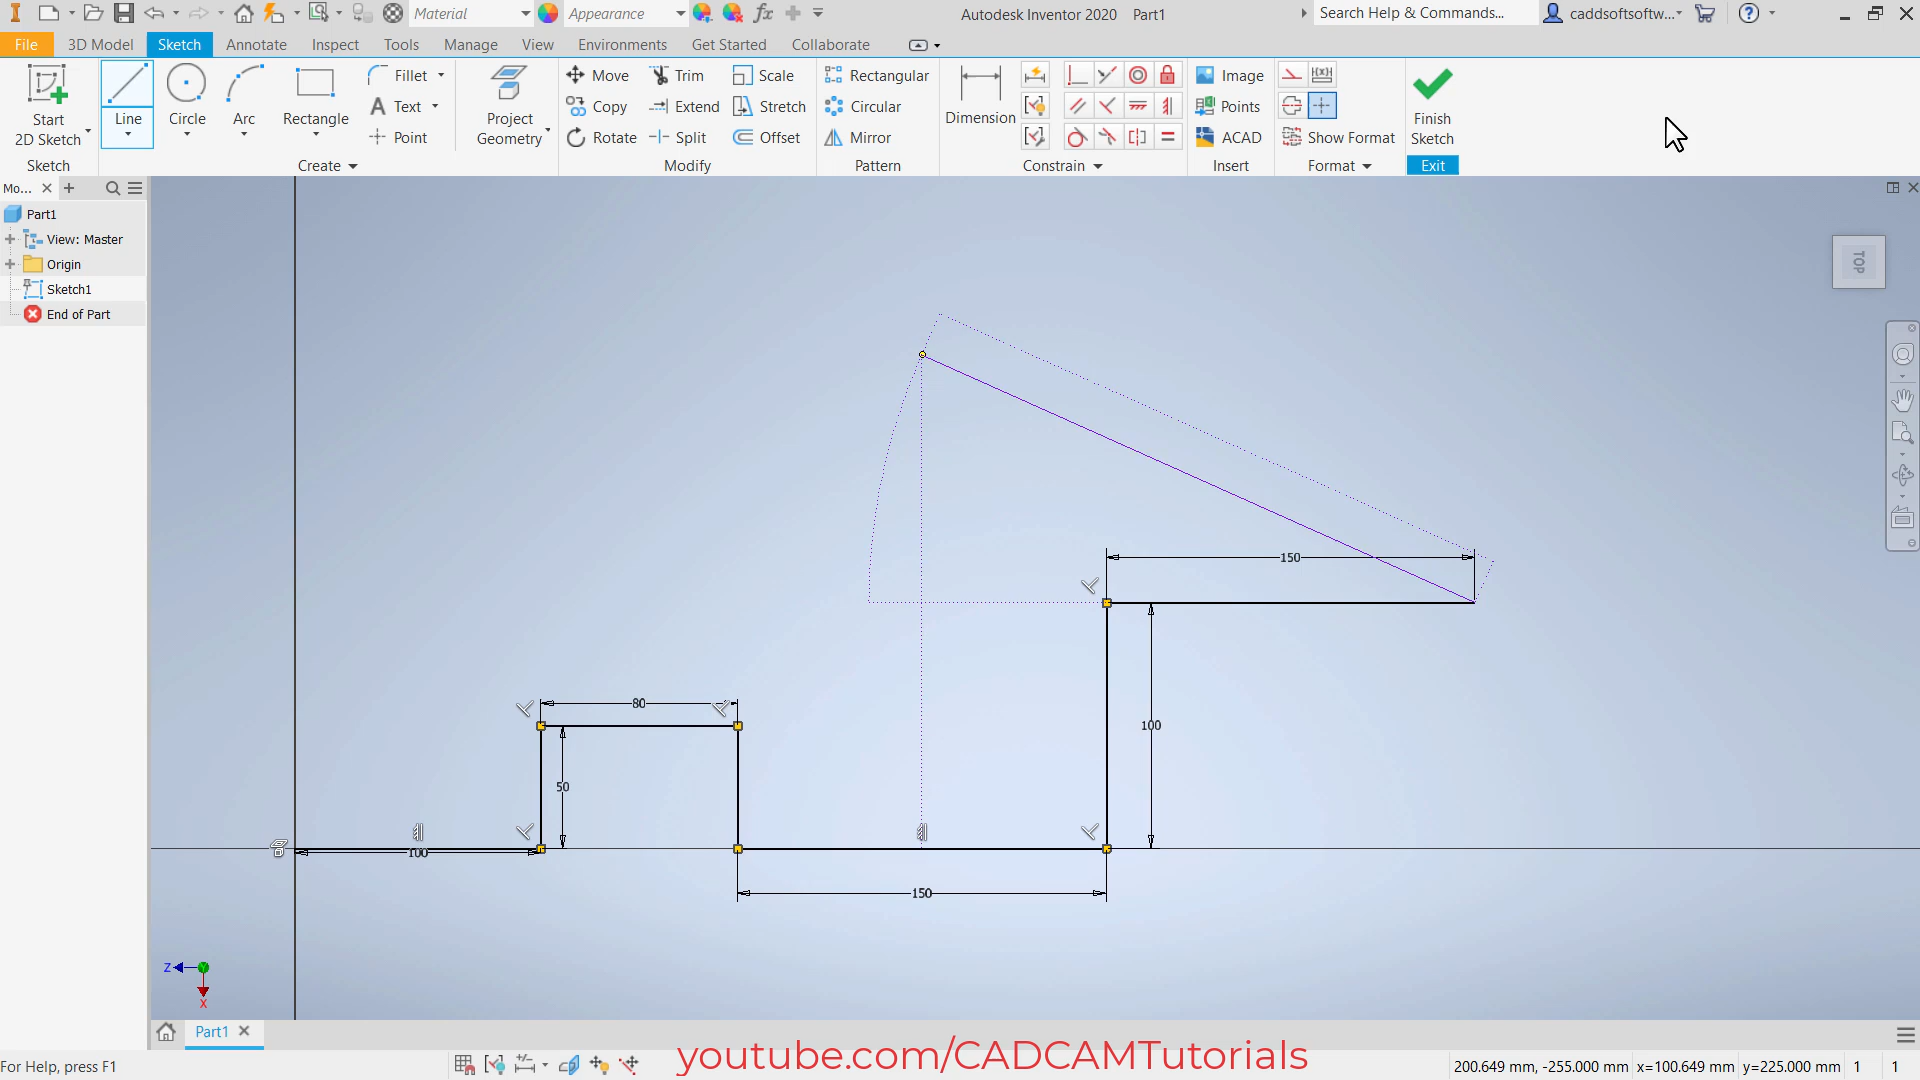 Material
Appearance
fx
Autodesk Inventor 2020 Part1
Search Help & Commands...
caddsoftsoftw...
File
3D Model
Sketch
Annotate
Inspect
Tools
Manage
View
Environments
Get Started
Collaborate
Start
2D Sketch
Line
Circle
Arc
Rectangle
Fillet
Text
Point
Project
Geometry
Move
Copy
Rotate
Trim
Extend
Split
Scale
Stretch
Offset
Rectangular
Circular
Mirror
Dimension
Image
Points
ACAD
Show Format
Finish
Sketch
Sketch
Create
Modify
Pattern
Constrain
Insert
Format
Exit
Mo...
Part1
View: Master
Origin
Sketch1
End of Part
TOP
150
80
100
50
100
150
Z
Y
X
Part1
For Help, press F1
youtube.com/CADCAMTutorials
200.649 mm, -255.000 mm
x=100.649 mm
y=225.000 mm
1
1